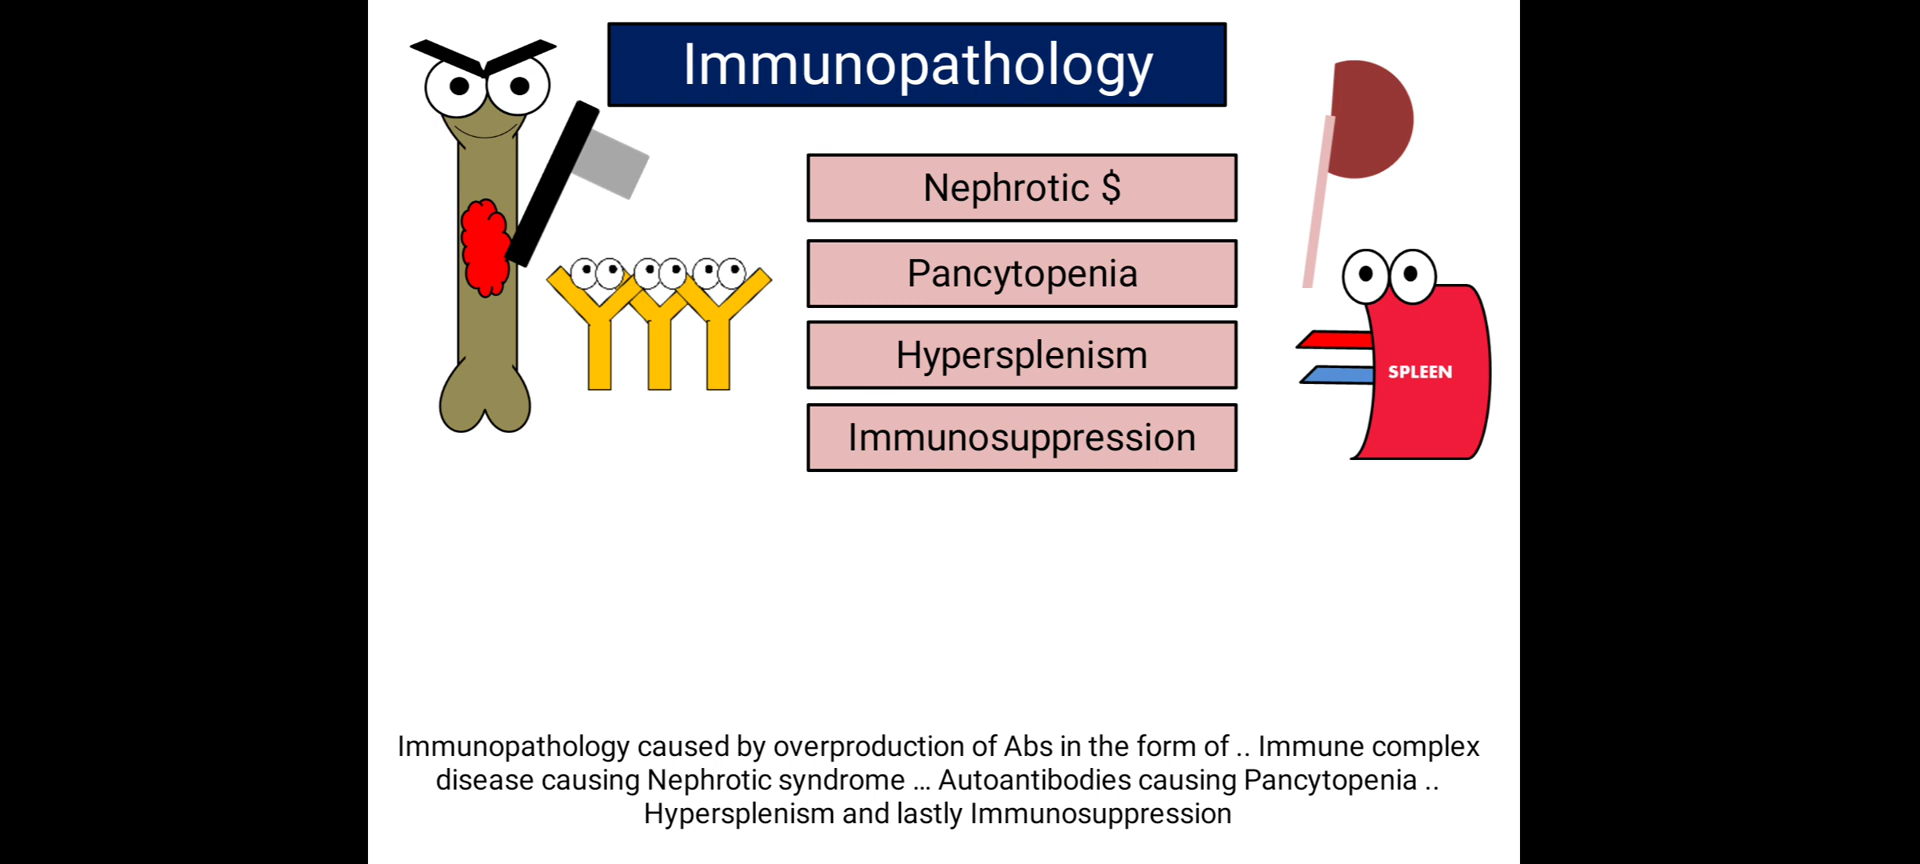 Immunopathology
Nephrotic $
Pancytopenia
Hypersplenism
Immunosuppression
SPLEEN
Immunopathology caused by overproduction of Abs in the form of .. Immune complex
disease causing Nephrotic syndrome ... Autoantibodies causing Pancytopenia ..
Hypersplenism and lastly Immunosuppression